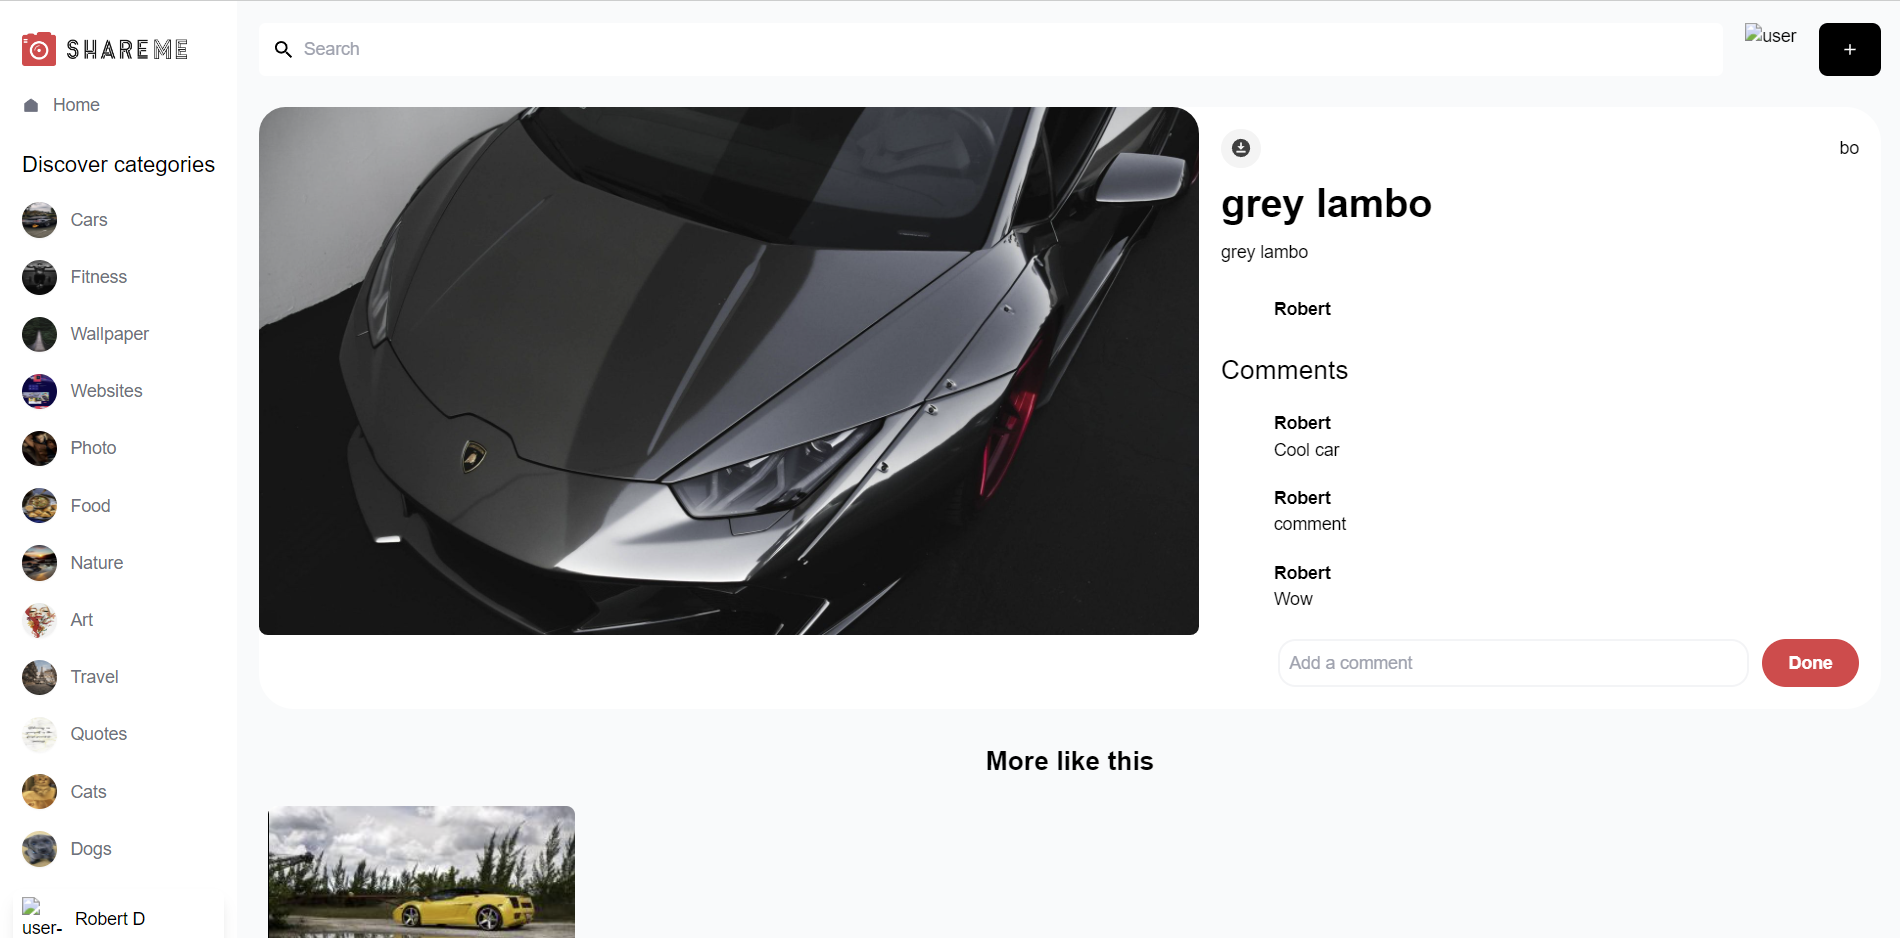 SHAREME
Home
Discover categories
Cars
Fitness
Wallpaper
Websites
Photo
Food
Nature
Art
Travel
Quotes
Cats
Dogs
user-
Robert D
Search
user
+
bo
grey lambo
grey lambo
Robert
Comments
Robert
Cool car
Robert
comment
Robert
Wow
Add a comment
Done
More like this